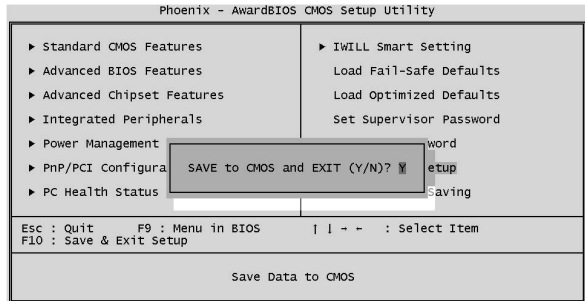 Phoenix - AwardBIOS CMOS Setup Utility
▶ Standard CMOS Features
▶ Advanced BIOS Features
▶ Advanced Chipset Features
▶ Integrated Peripherals
▶ Power Management
▶ PnP/PCI Configura
▶ PC Health Status
▶ IWILL Smart Setting
Load Fail-Safe Defaults
Load Optimized Defaults
Set Supervisor Password
word
etup
Saving
SAVE to CMOS and EXIT (Y/N)? Y
Esc : Quit F9 : Menu in BIOS ↑ ↓ → ← : Select Item
F10 : Save & Exit Setup
Save Data to CMOS